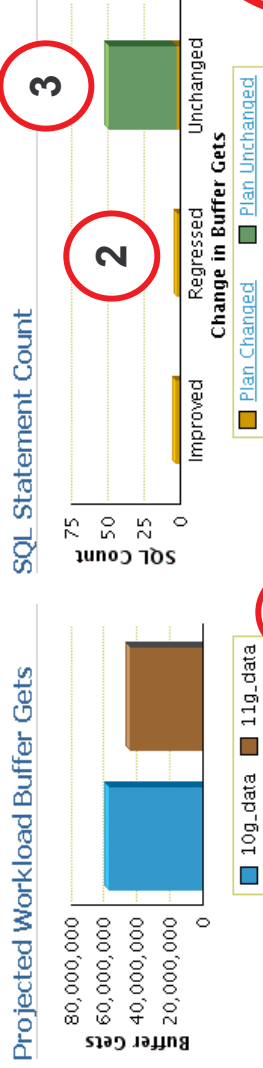 Projected Workload Buffer Gets
80,000,000
60,000,000
40,000,000
20,000,000
0
Buffer Gets
10g_data
11g_data
SQL Statement Count
75
50
25
0
SQL Count
Improved
Regressed
Unchanged
Change in Buffer Gets
Plan Changed
Plan Unchanged
2
3